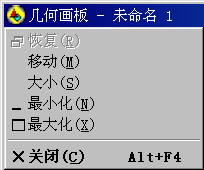 几何画板 - 未命名 1
恢复(R)
移动(M)
大小(S)
最小化(N)
最大化(X)
关闭(C) Alt+F4